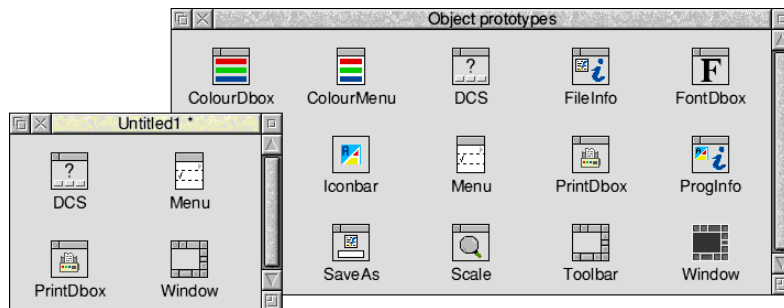 Object prototypes
ColourDbox ColourMenu DCS FileInfo FontDbox
Iconbar Menu PrintDbox ProgInfo
SaveAs Scale Toolbar Window
Untitled1 *
DCS Menu
PrintDbox Window